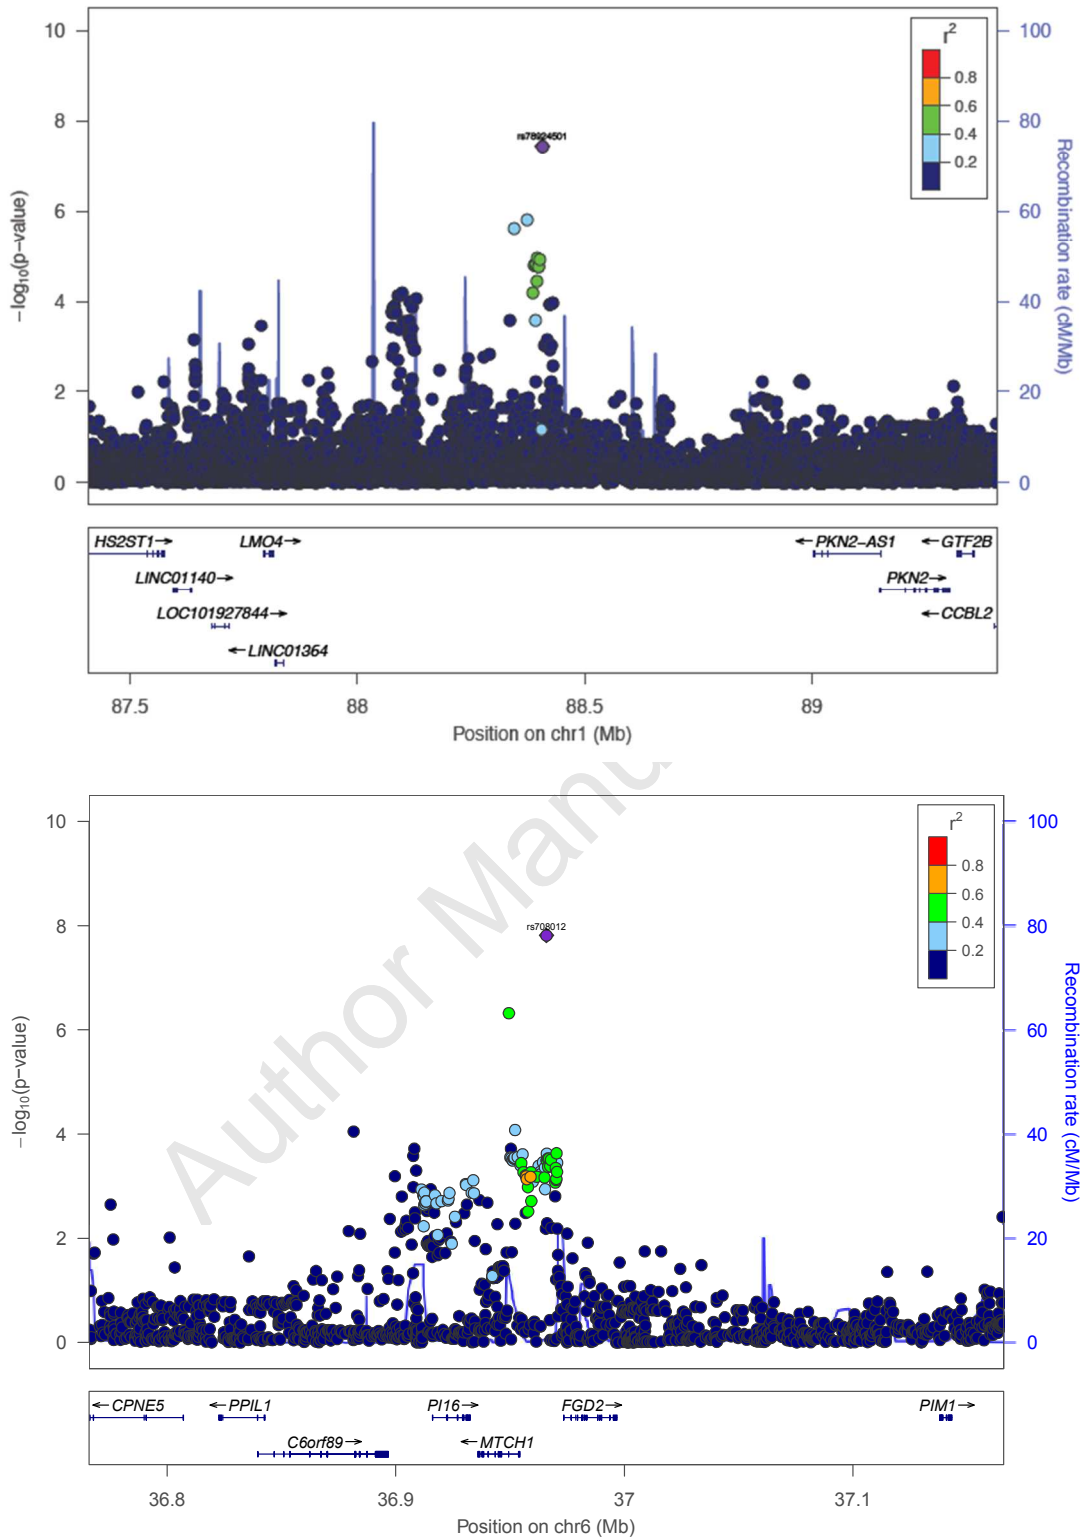 10
8
6
4
2
0
−log10(p−value)
rs78924501
r2
0.8
0.6
0.4
0.2
100
80
60
40
20
0
Recombination rate (cM/Mb)
HS2ST1→
LMO4→
←PKN2−AS1
←GTF2B
LINC01140→
PKN2→
LOC101927844→
←CCBL2
←LINC01364
87.5
88
88.5
89
Position on chr1 (Mb)
Author Manu
10
8
6
4
2
0
−log10(p−value)
rs708012
r2
0.8
0.6
0.4
0.2
100
80
60
40
20
0
Recombination rate (cM/Mb)
←CPNE5
←PPIL1
PI16→
FGD2→
PIM1→
C6orf89→
←MTCH1
36.8
36.9
37
37.1
Position on chr6 (Mb)